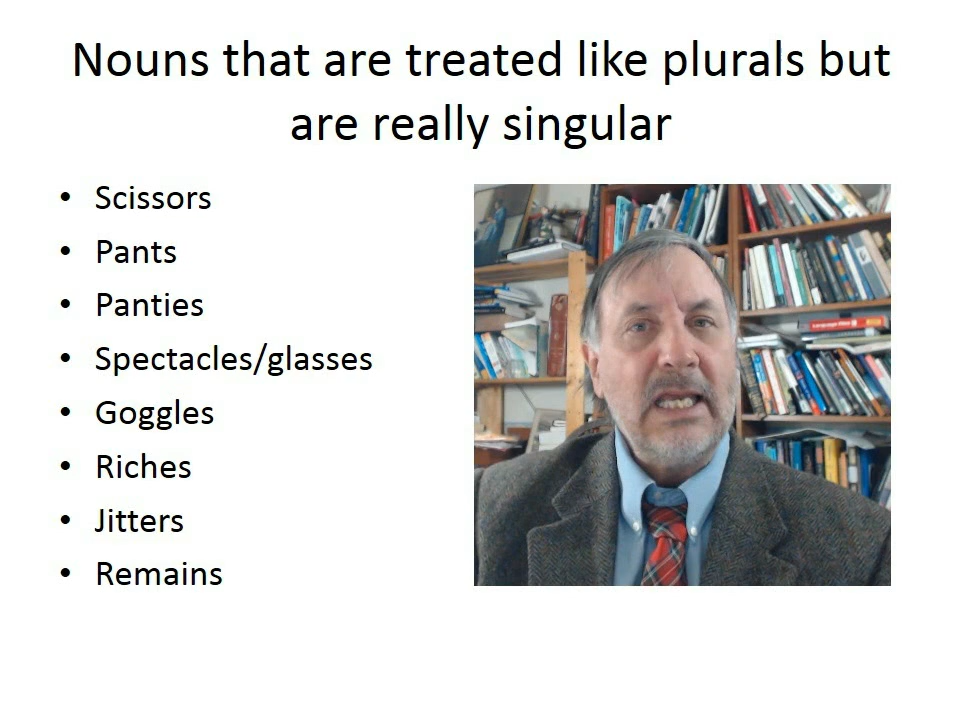 Nouns that are treated like plurals but
are really singular
• Scissors
• Pants
• Panties
• Spectacles/glasses
• Goggles
• Riches
• Jitters
• Remains